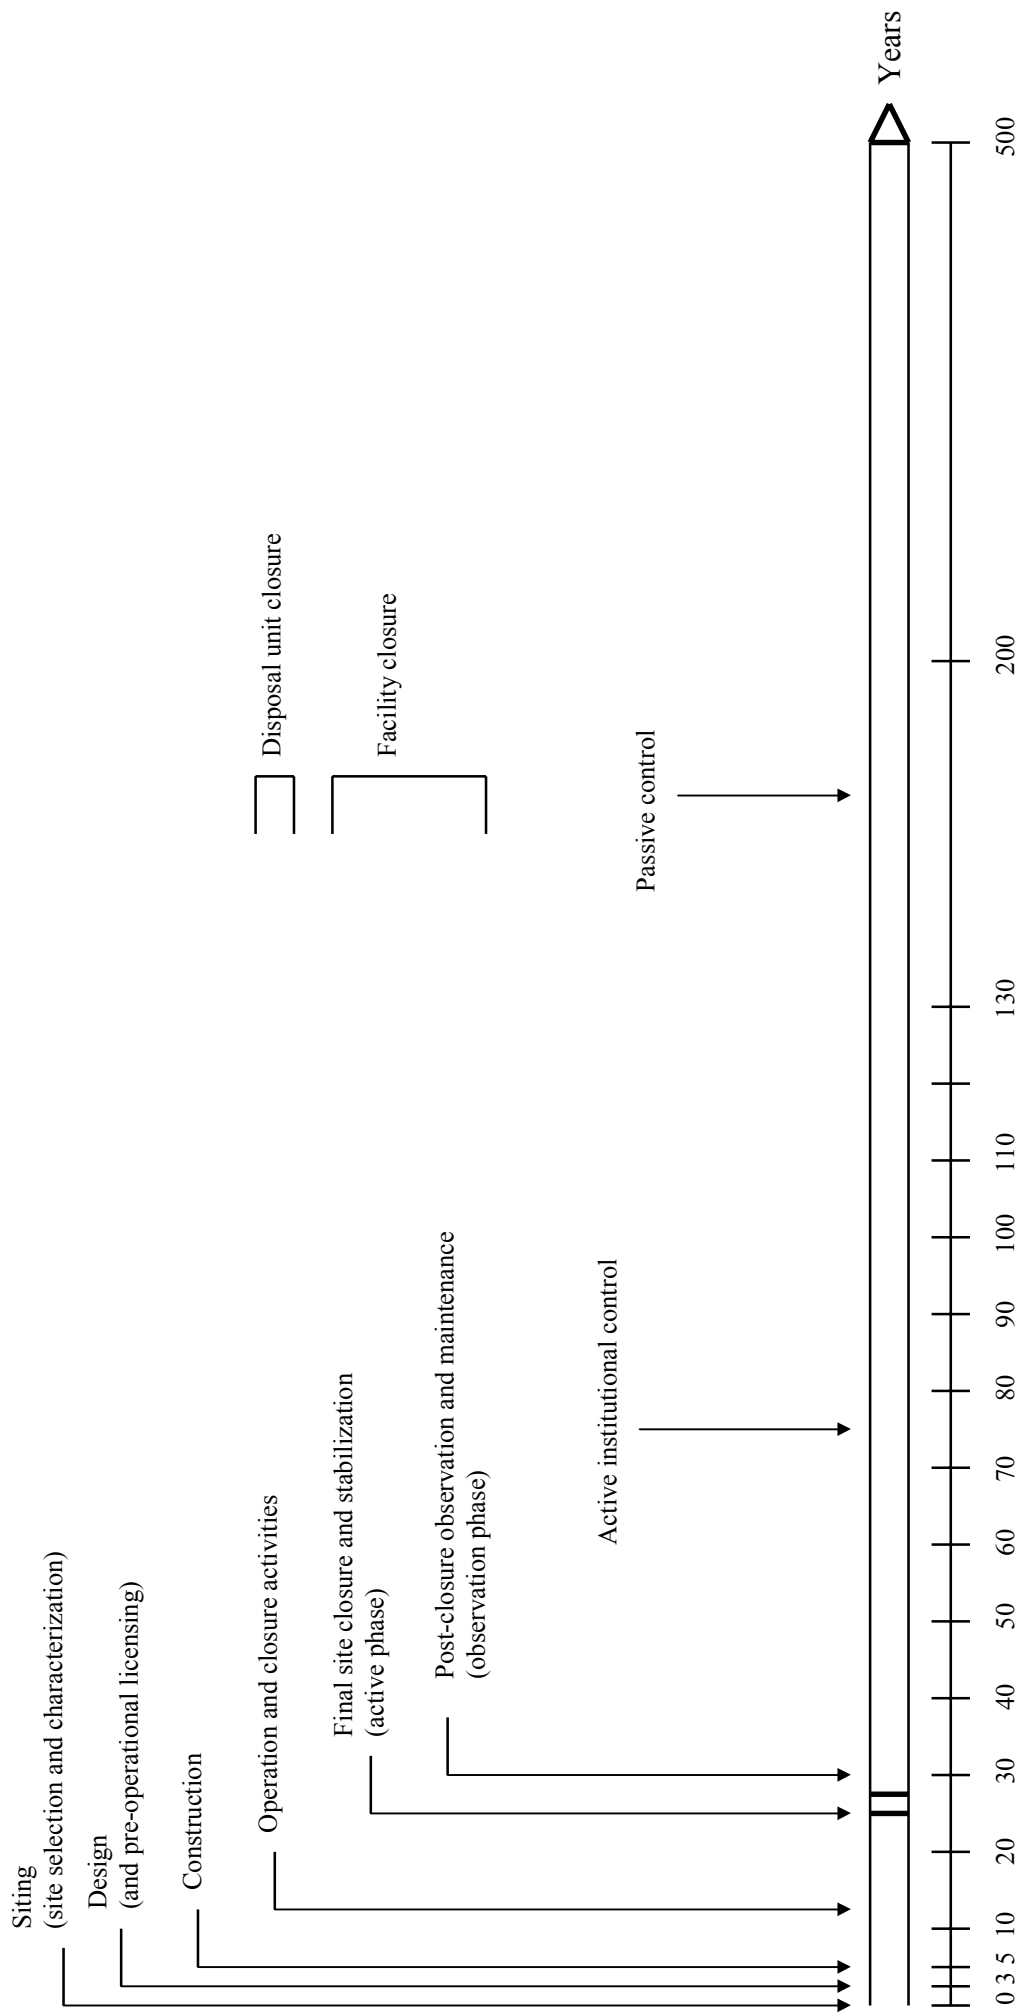 Siting
(site selection and characterization)
Design
(and pre-operational licensing)
Construction
Operation and closure activities
Disposal unit closure
Final site closure and stabilization
(active phase)
Facility closure
Post-closure observation and maintenance
(observation phase)
Active institutional control
Passive control
Years
0 3 5 10 20 30 40 50 60 70 80 90 100 110 130 200 500